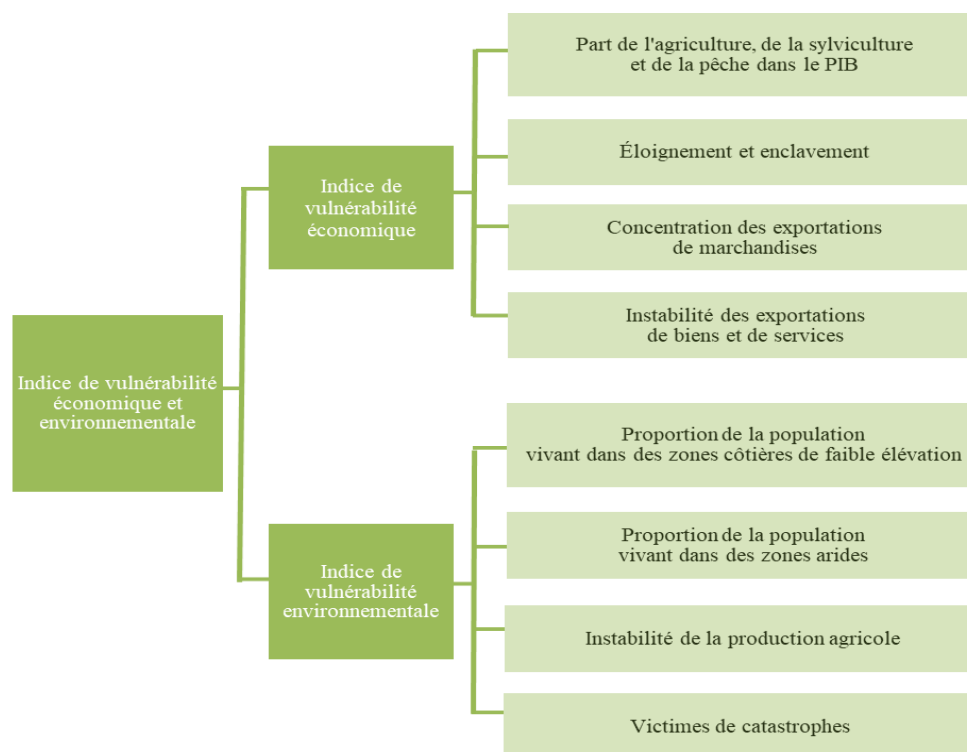 Indice de vulnérabilité
économique et
environnementale
Indice de
vulnérabilité
économique
Part de l'agriculture, de la sylviculture
et de la pêche dans le PIB
Éloignement et enclavement
Concentration des exportations
de marchandises
Instabilité des exportations
de biens et de services
Indice de
vulnérabilité
environnementale
Proportion de la population
vivant dans des zones côtières de faible élévation
Proportion de la population
vivant dans des zones arides
Instabilité de la production agricole
Victimes de catastrophes